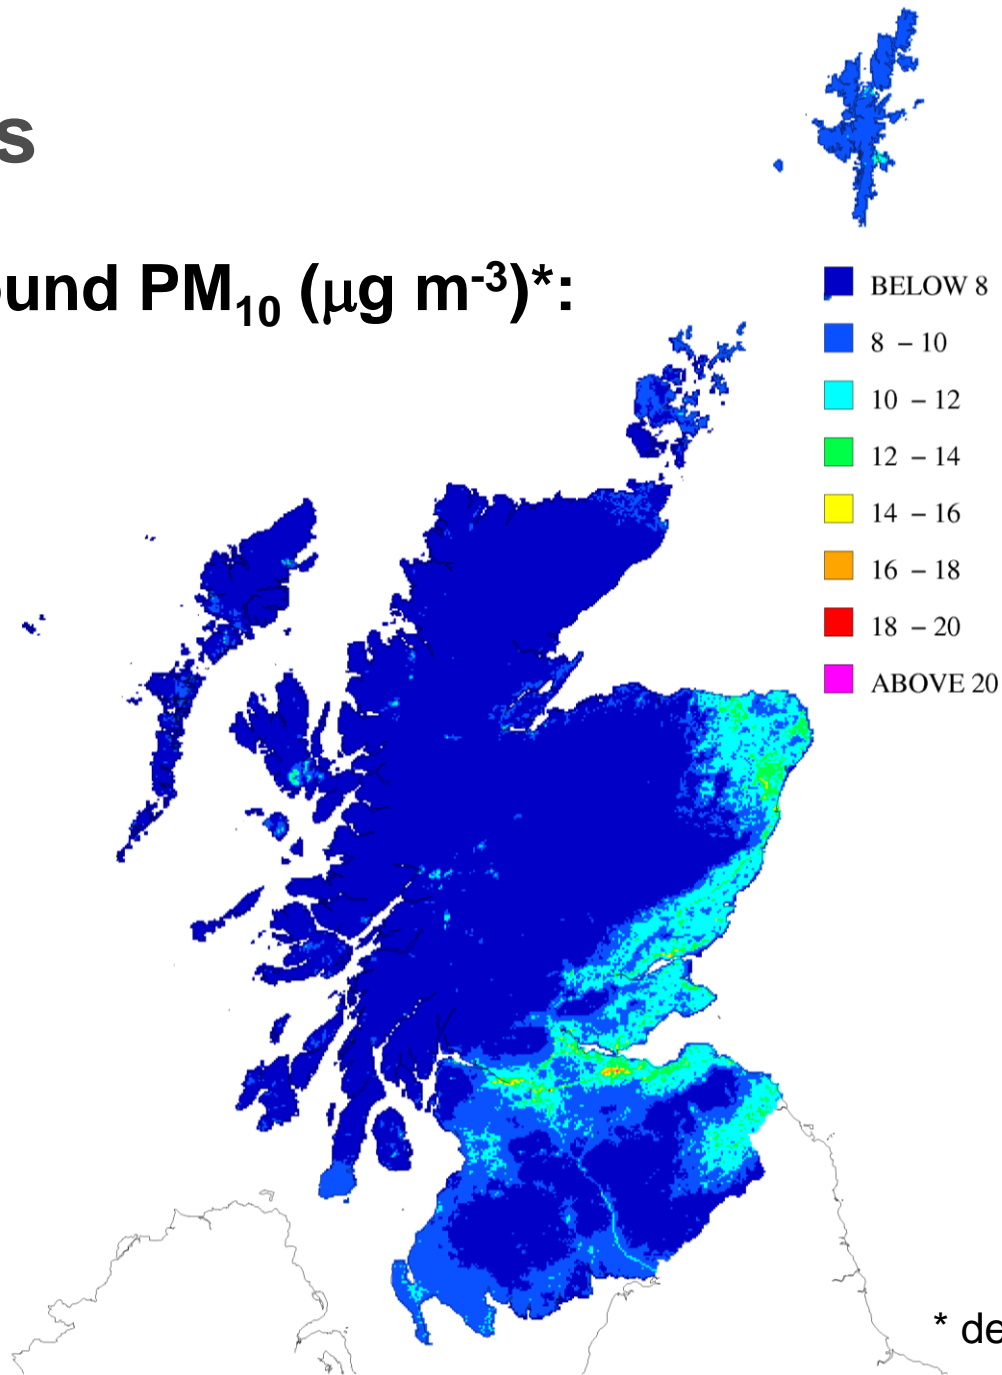 s
ound PM₁₀ (μg m⁻³)*:
BELOW 8
8 – 10
10 – 12
12 – 14
14 – 16
16 – 18
18 – 20
ABOVE 20
* de